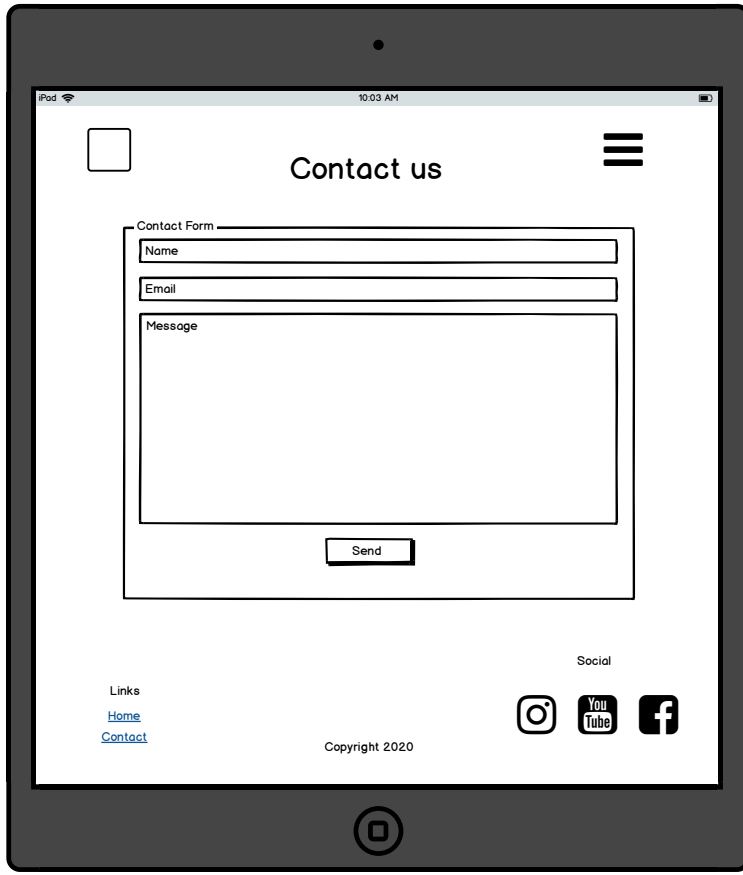 iPad 10:03 AM
Contact us
Contact Form
Name
Email
Message
Send
Social
Links
Home
Contact
You
Tube
Copyright 2020